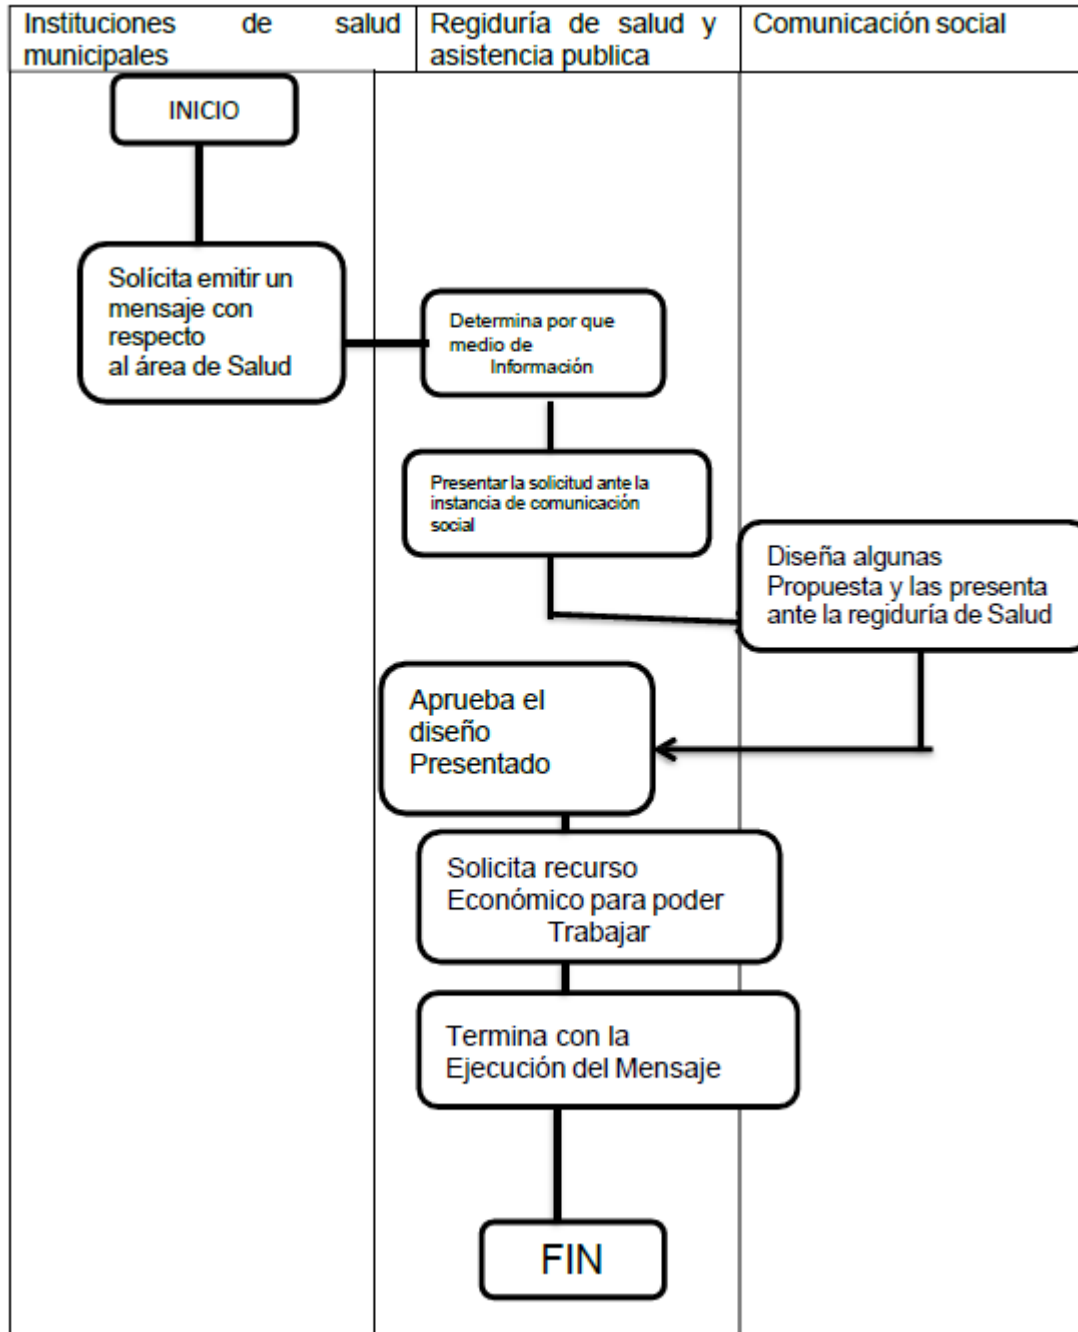 Instituciones de salud
municipales
Regiduría de salud y
asistencia publica
Comunicación social
INICIO
Solícita emitir un
mensaje con
respecto
al área de Salud
Determina por que
medio de
Información
Presentar la solicitud ante la
instancia de comunicación
social
Diseña algunas
Propuesta y las presenta
ante la regiduría de Salud
Aprueba el
diseño
Presentado
Solicita recurso
Económico para poder
Trabajar
Termina con la
Ejecución del Mensaje
FIN